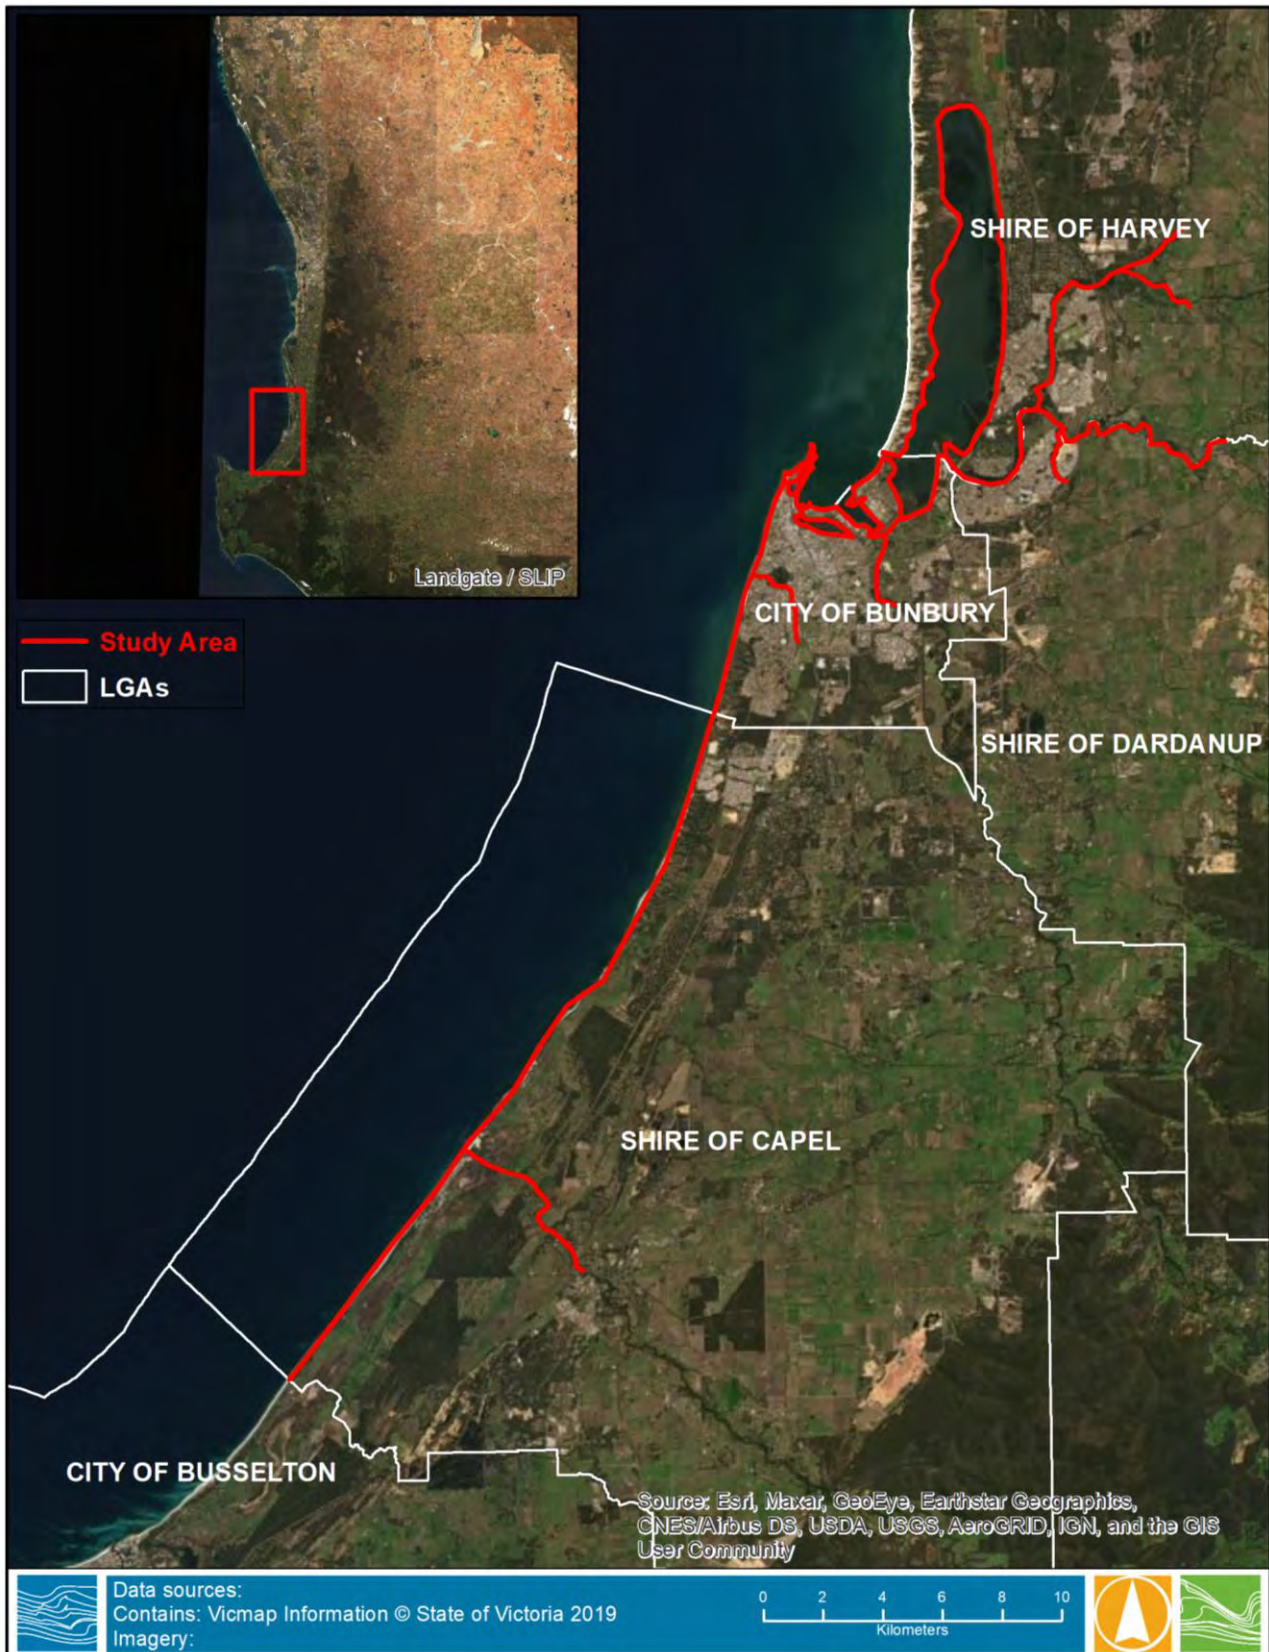 Landgate / SLIP
Study Area
LGAs
SHIRE OF HARVEY
CITY OF BUNBURY
SHIRE OF DARDANUP
SHIRE OF CAPEL
CITY OF BUSSELTON
Source: Esri, Maxar, GeoEye, Earthstar Geographics,
CNES/Airbus DS, USDA, USGS, AeroGRID, IGN, and the GIS
User Community
Data sources:
Contains: Vicmap Information © State of Victoria 2019
Imagery:
0 2 4 6 8 10
Kilometers